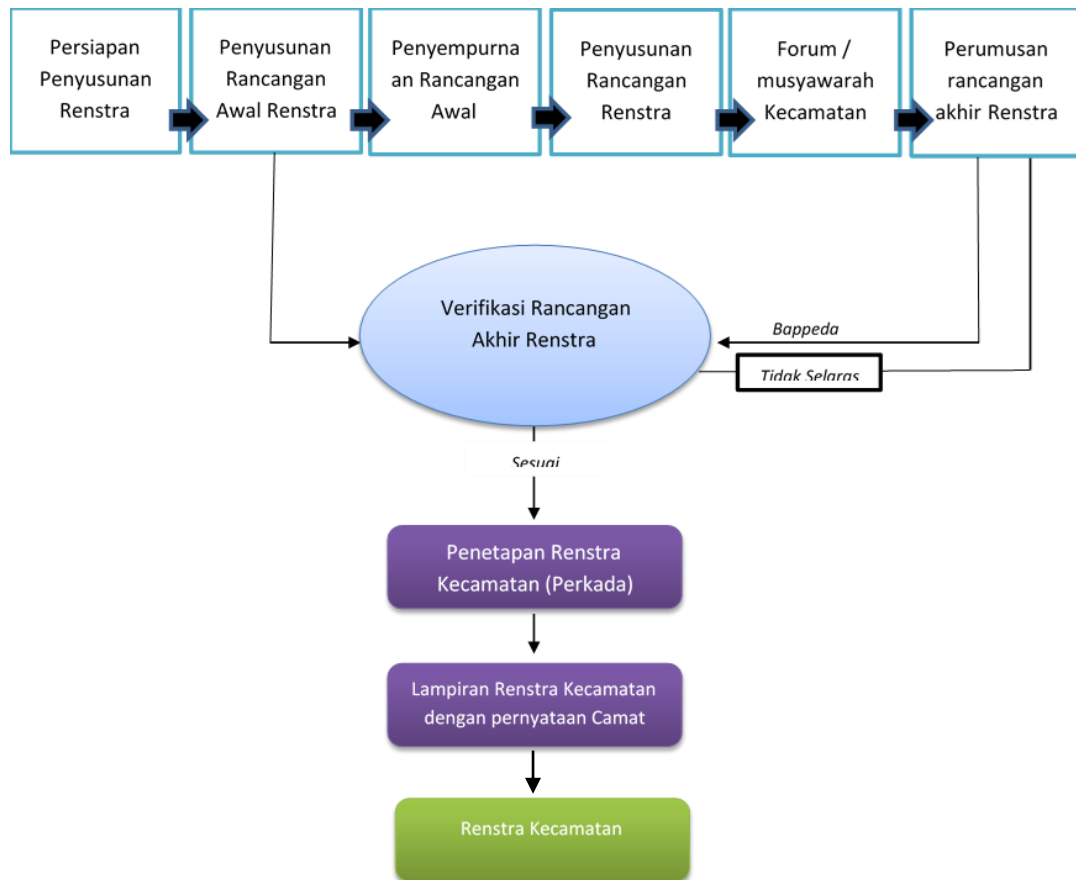 Persiapan
Penyusunan
Renstra
Penyusunan
Rancangan
Awal Renstra
Penyempurna
an Rancangan
Awal
Penyusunan
Rancangan
Renstra
Forum /
musyawarah
Kecamatan
Perumusan
rancangan
akhir Renstra
Verifikasi Rancangan
Akhir Renstra
Bappeda
Tidak Selaras
Sesuai
Penetapan Renstra
Kecamatan (Perkada)
Lampiran Renstra Kecamatan
dengan pernyataan Camat
Renstra Kecamatan